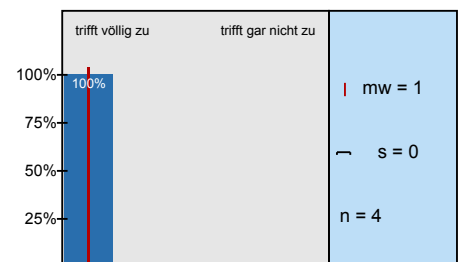 trifft völlig zu trifft gar nicht zu
100%
100%
mw = 1
75%
50%
s = 0
25%
n = 4